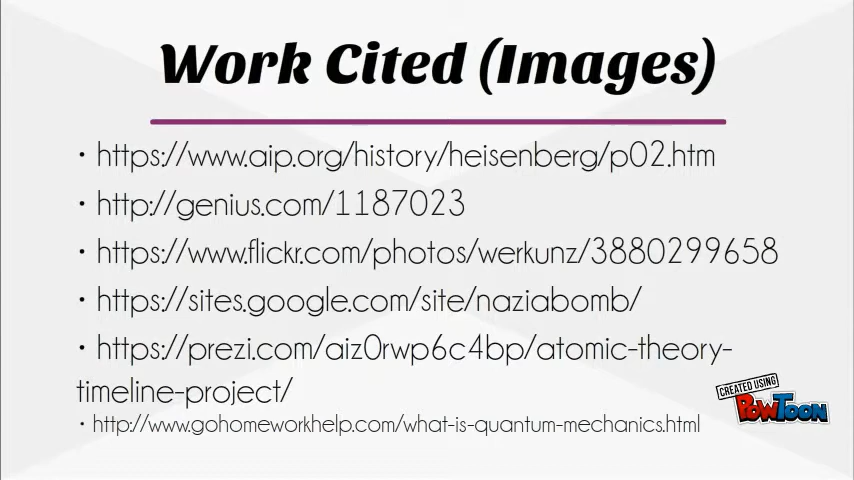 Work Cited (Images)
• https://www.aip.org/history/heisenberg/p02.htm
• http://genius.com/1187023
• https://www.flickr.com/photos/werkunz/3880299658
• https://sites.google.com/site/naziabomb/
• https://prezi.com/aiz0rwp6c4bp/atomic-theory-
timeline-project/
• http://www.gohomeworkhelp.com/what-is-quantum-mechanics.html
CREATED USING
POWTOON